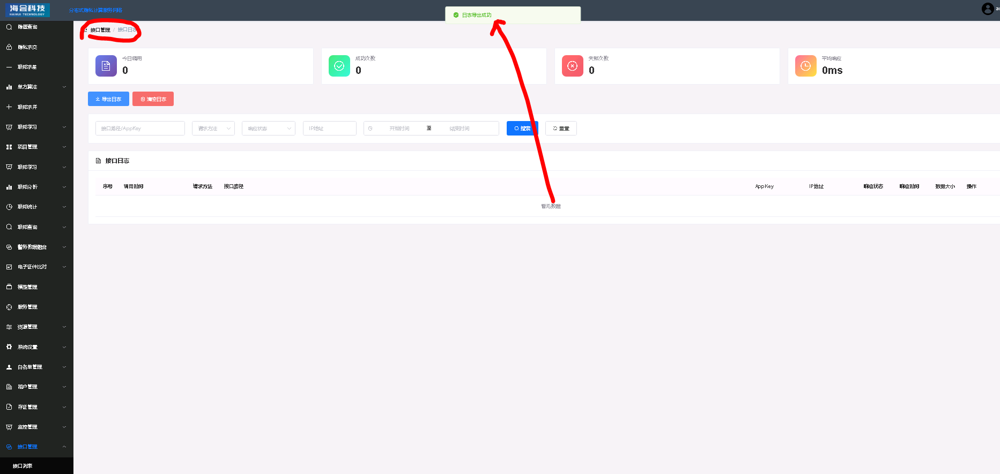 海会科技
HAIHUI TECHNOLOGY
分布式隐私计算服务网络
日志导出成功
隐匿查询
隐私求交
联邦求差
单方算法
联邦求并
联邦学习
项目管理
联邦学习
联邦分析
联邦统计
联邦查询
警务数据融合
电子证件比对
模型管理
服务管理
资源管理
系统设置
白名单管理
租户管理
存证管理
监控管理
接口管理
接口列表
接口管理 / 接口日志
今日调用
0
成功次数
0
失败次数
0
平均响应
0ms
导出日志 清空日志
接口路径/AppKey 请求方法 响应状态 IP地址 开始时间 至 结束时间 搜索 重置
接口日志
序号 调用时间 请求方法 接口路径 AppKey IP地址 响应状态 响应时间 数据大小 操作
暂无数据